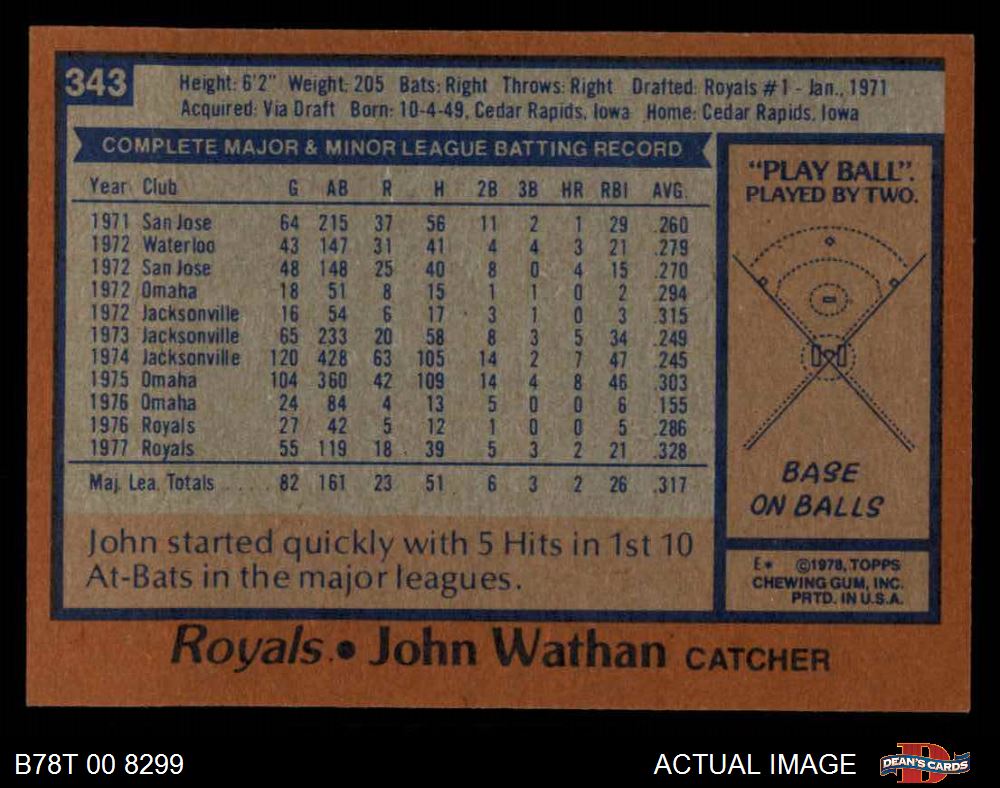 343
Height: 6'2" Weight: 205 Bats: Right Throws: Right Drafted: Royals #1 - Jan., 1971
Acquired: Via Draft Born: 10-4-49, Cedar Rapids, Iowa Home: Cedar Rapids, Iowa
COMPLETE MAJOR & MINOR LEAGUE BATTING RECORD
Year Club G AB R H 2B 3B HR RBI AVG.
1971 San Jose 64 215 37 56 11 2 1 29 .260
1972 Waterloo 43 147 31 41 4 4 3 21 .279
1972 San Jose 48 148 25 40 8 0 4 15 .270
1972 Omaha 18 51 8 15 1 1 0 2 .294
1972 Jacksonville 16 54 6 17 3 1 0 3 .315
1973 Jacksonville 65 233 20 58 8 3 5 34 .249
1974 Jacksonville 120 428 63 105 14 2 7 47 .245
1975 Omaha 104 360 42 109 14 4 8 46 .303
1976 Omaha 24 84 4 13 5 0 0 6 .155
1976 Royals 27 42 5 12 1 0 0 5 .286
1977 Royals 55 119 18 39 5 3 2 21 .328
Maj. Lea. Totals ..... 82 161 23 51 6 3 2 26 .317
John started quickly with 5 Hits in 1st 10
At-Bats in the major leagues.
"PLAY BALL".
PLAYED BY TWO.
BASE
ON BALLS
E* ©1978, TOPPS
CHEWING GUM, INC.
PRTD. IN U.S.A.
Royals • John Wathan CATCHER
B78T 00 8299
ACTUAL IMAGE
DEAN'S CARDS